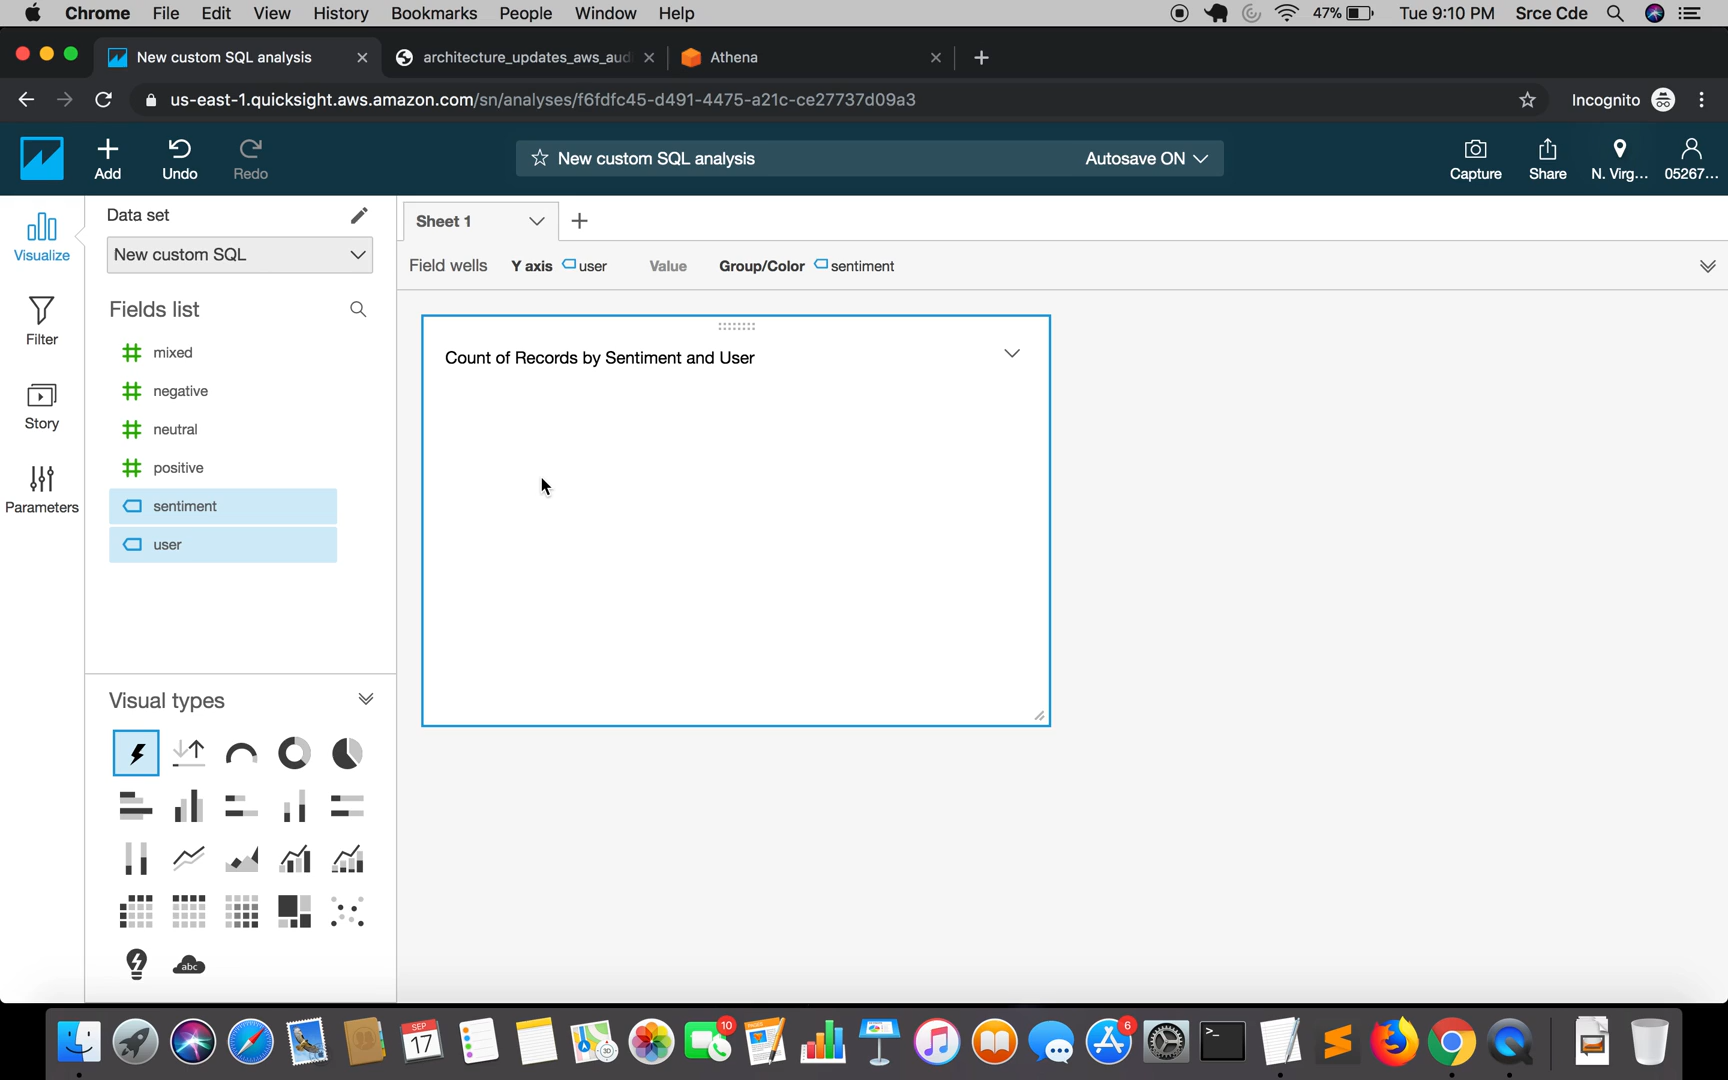 Chrome File Edit View History Bookmarks People Window Help 47% Tue 9:10 PM Srce Cde
New custom SQL analysis architecture_updates_aws_aud Athena
us-east-1.quicksight.aws.amazon.com/sn/analyses/f6fdfc45-d491-4475-a21c-ce27737d09a3 Incognito
Add Undo Redo New custom SQL analysis Autosave ON Capture Share N. Virg... 05267...
Visualize
Filter
Story
Parameters
Data set
New custom SQL
Fields list
mixed
negative
neutral
positive
sentiment
user
Visual types
abc
Sheet 1
Field wells Y axis user Value Group/Color sentiment
Count of Records by Sentiment and User
SEP
17
3D
10
PAGES
6
>_